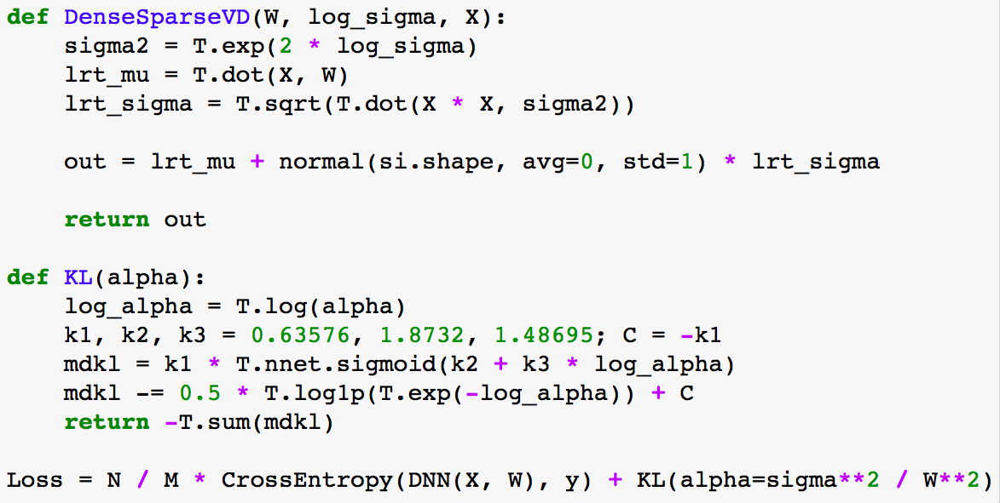 def DenseSparseVD(W, log_sigma, X):
    sigma2 = T.exp(2 * log_sigma)
    lrt_mu = T.dot(X, W)
    lrt_sigma = T.sqrt(T.dot(X * X, sigma2))

    out = lrt_mu + normal(si.shape, avg=0, std=1) * lrt_sigma

    return out

def KL(alpha):
    log_alpha = T.log(alpha)
    k1, k2, k3 = 0.63576, 1.8732, 1.48695; C = -k1
    mdkl = k1 * T.nnet.sigmoid(k2 + k3 * log_alpha)
    mdkl -= 0.5 * T.log1p(T.exp(-log_alpha)) + C
    return -T.sum(mdkl)

Loss = N / M * CrossEntropy(DNN(X, W), y) + KL(alpha=sigma**2 / W**2)